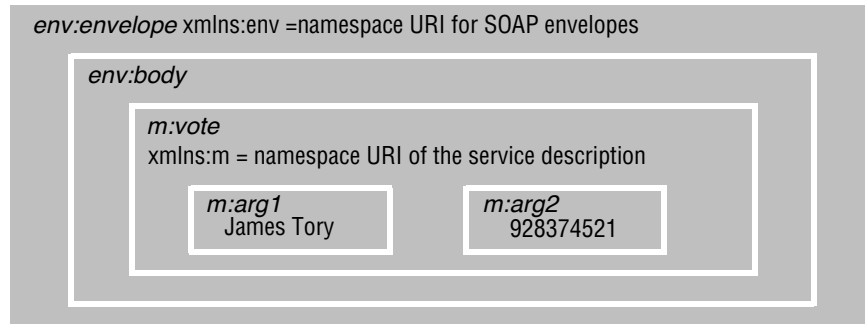 env:envelope xmlns:env =namespace URI for SOAP envelopes
env:body
m:vote
xmlns:m = namespace URI of the service description
m:arg1
James Tory
m:arg2
928374521